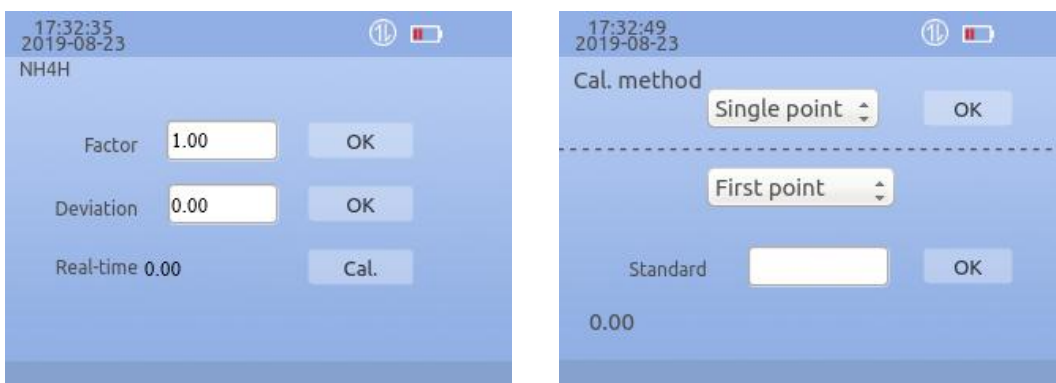 17:32:35
2019-08-23
NH4H
Factor 1.00 OK
Deviation 0.00 OK
Real-time 0.00 Cal.
17:32:49
2019-08-23
Cal. method
Single point OK
First point
Standard OK
0.00